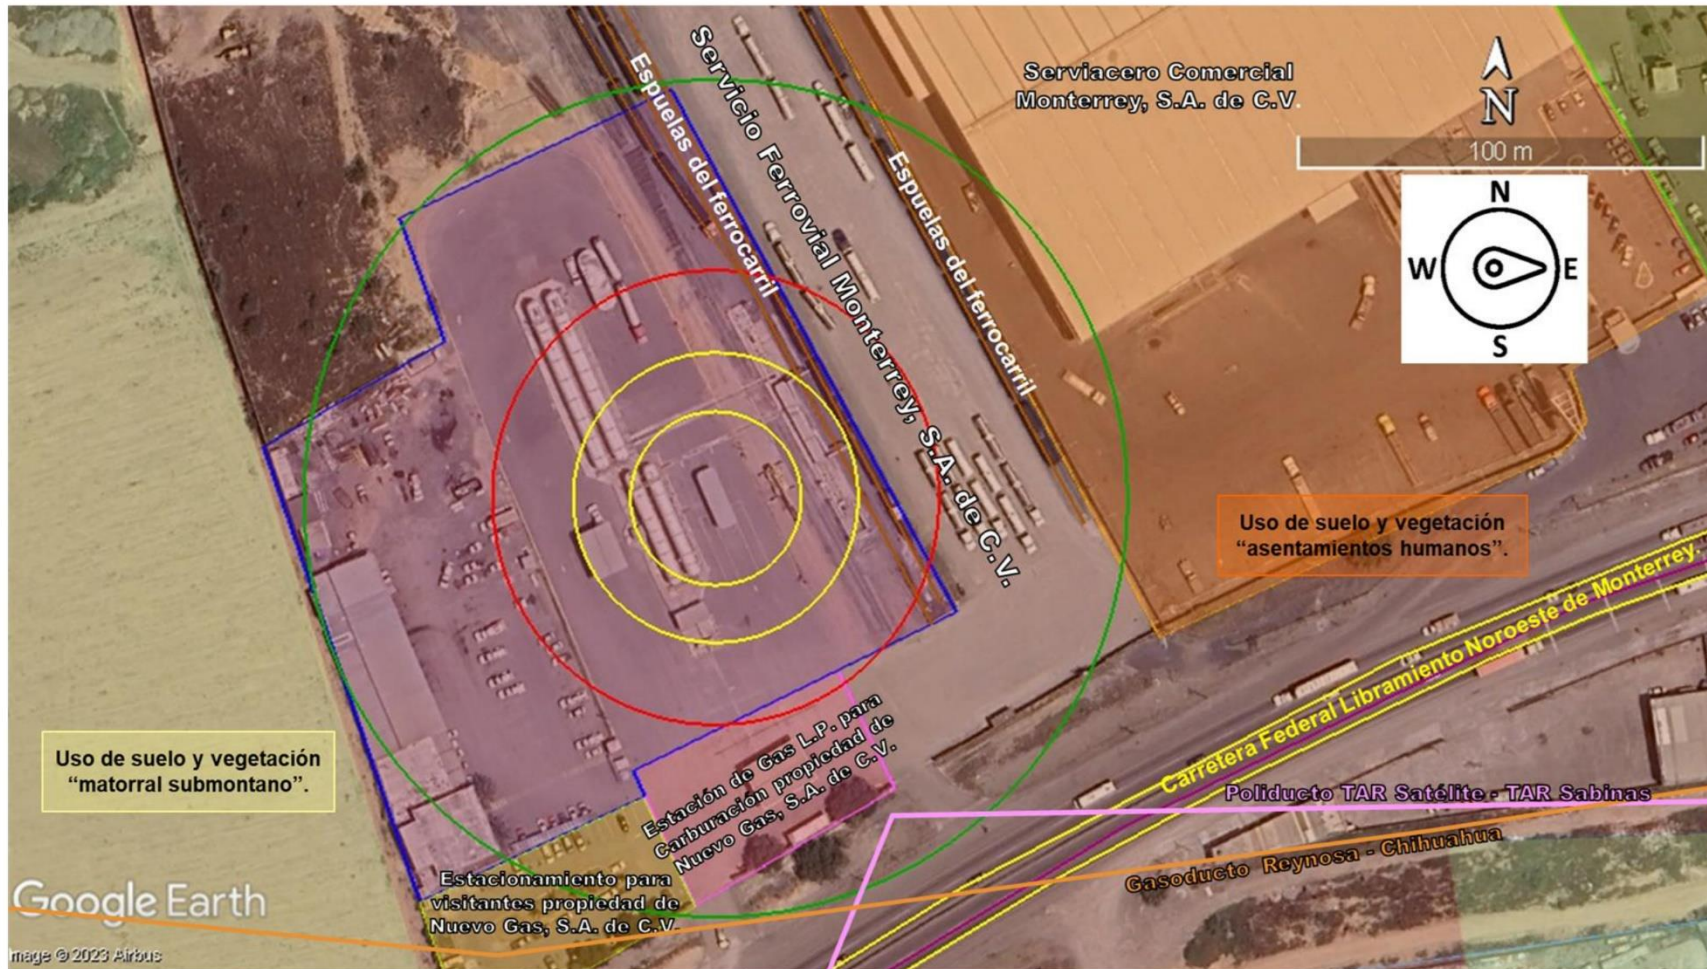 Serviacero Comercial
Monterrey, S.A. de C.V.
N
100 m
N
W
E
S
Espuelas del ferrocarril
Servicio Ferrovial Monterrey, S.A. de C.V.
Espuelas del ferrocarril
Uso de suelo y vegetación
“asentamientos humanos”.
Carretera Federal Libramiento Noroeste de Monterrey.
Uso de suelo y vegetación
“matorral submontano”.
Estación de Gas L.P. para
Carburación propiedad de
Nuevo Gas, S.A. de C.V.
Poliducto TAR Satélite - TAR Sabinas
Gasoducto Reynosa - Chihuahua
Estacionamiento para
visitantes propiedad de
Nuevo Gas, S.A. de C.V.
Google Earth
mage © 2023 Airbus